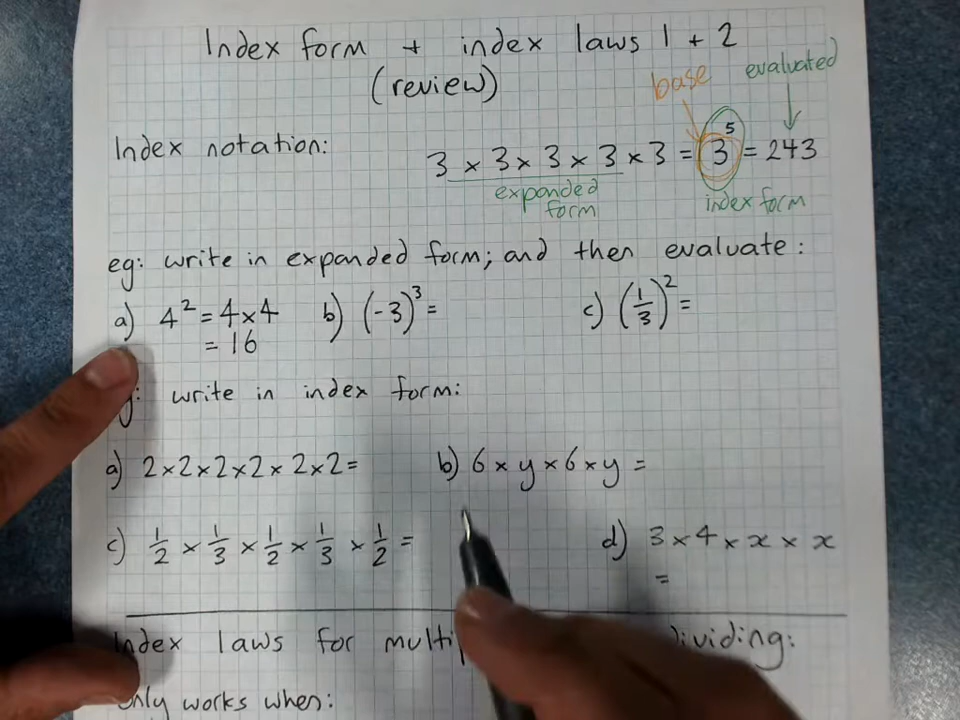 Index form + index laws 1 + 2
(review)
base
evaluated
Index notation: 3 × 3 × 3 × 3 × 3 = 3⁵ = 243
expanded form
index form
eg: write in expanded form; and then evaluate:
a) 4² = 4×4
= 16
b) (-3)³ =
c) (1/3)² =
write in index form:
a) 2×2×2×2×2×2=
b) 6 × y × 6 × y =
c) 1/2 × 1/3 × 1/2 × 1/3 × 1/2 =
d) 3 × 4 × x × x
=
Index laws for dividing:
only works when: